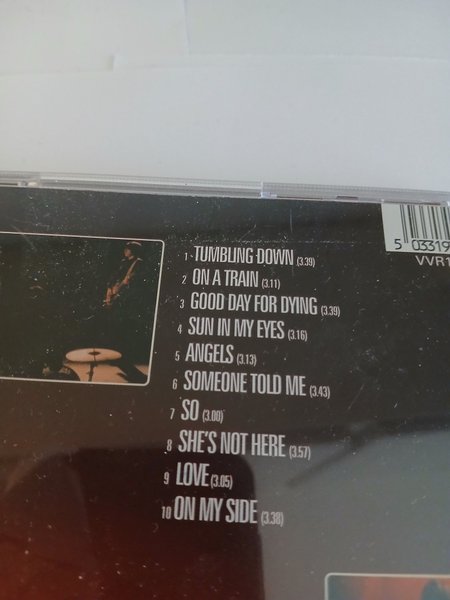 5 03319
VVR1
1 TUMBLING DOWN (3.39)
2 ON A TRAIN (3.11)
3 GOOD DAY FOR DYING (3.39)
4 SUN IN MY EYES (3.16)
5 ANGELS (3.13)
6 SOMEONE TOLD ME (3.43)
7 SO (3.00)
8 SHE'S NOT HERE (3.57)
9 LOVE (3.05)
10 ON MY SIDE (3.38)